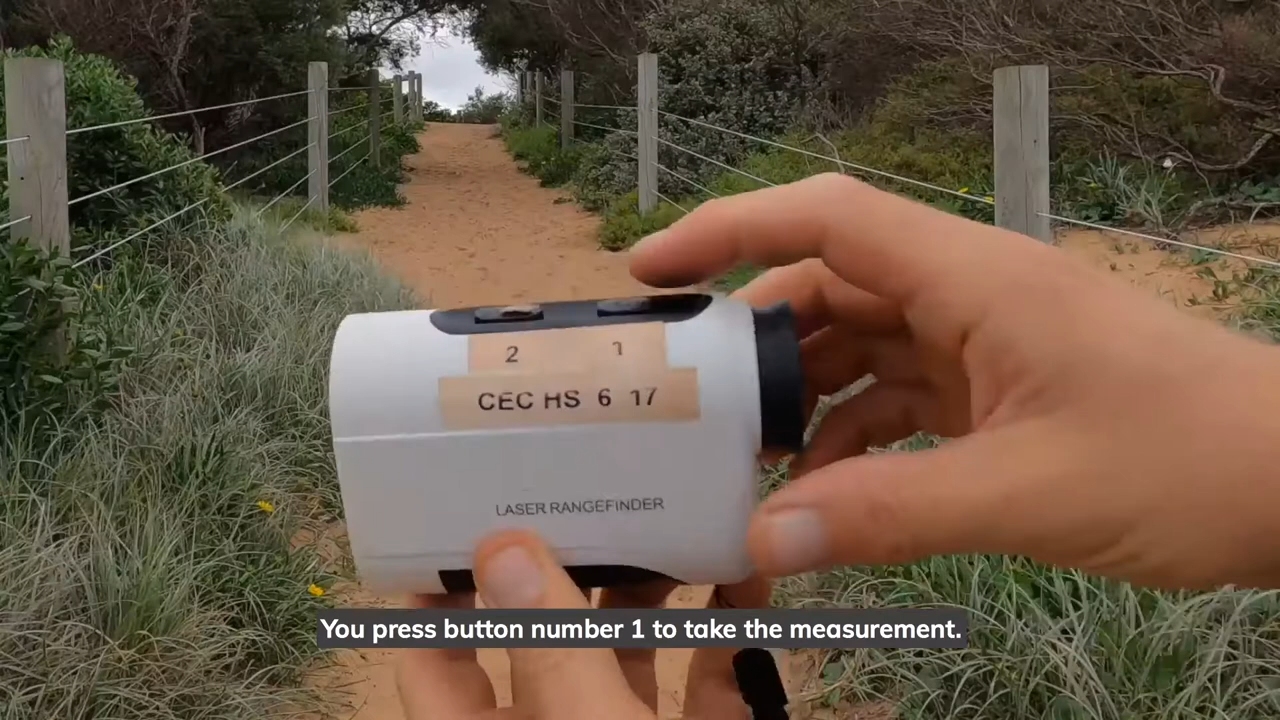 2 1
CEC HS 6 17
LASER RANGEFINDER
You press button number 1 to take the measurement.